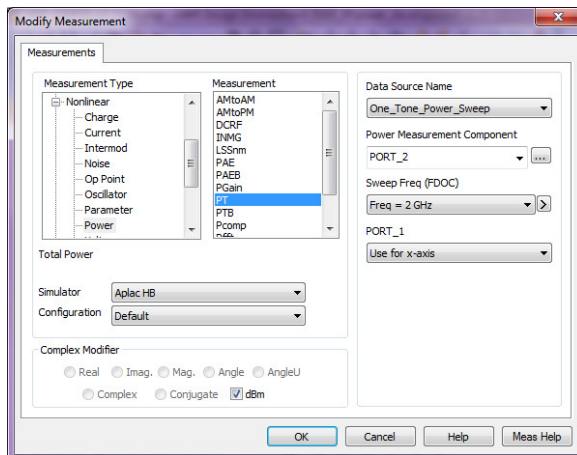 Modify Measurement
Measurements
Measurement Type
Nonlinear
Charge
Current
Intermod
Noise
Op Point
Oscillator
Parameter
Power
Measurement
AMtoAM
AMtoPM
DCRF
INMG
LSSnm
PAE
PAEB
PGain
PT
PTB
Pcomp
Total Power
Simulator
Aplac HB
Configuration
Default
Complex Modifier
Real Imag. Mag. Angle AngleU
Complex Conjugate dBm
Data Source Name
One_Tone_Power_Sweep
Power Measurement Component
PORT_2
...
Sweep Freq (FDOC)
Freq = 2 GHz
PORT_1
Use for x-axis
OK Cancel Help Meas Help